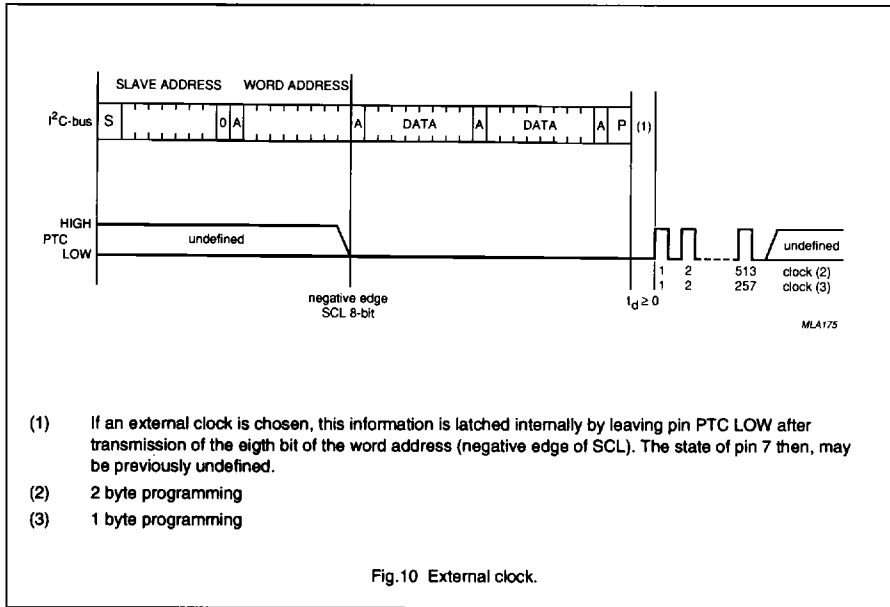 SLAVE ADDRESS WORD ADDRESS
I²C-bus S 0 A A DATA A DATA A P (1)
HIGH
PTC undefined undefined
LOW
1 2 513 clock (2)
1 2 257 clock (3)
negative edge
SCL 8-bit
t_d ≥ 0
MLA175
(1) If an external clock is chosen, this information is latched internally by leaving pin PTC LOW after
transmission of the eigth bit of the word address (negative edge of SCL). The state of pin 7 then, may
be previously undefined.
(2) 2 byte programming
(3) 1 byte programming
Fig.10 External clock.